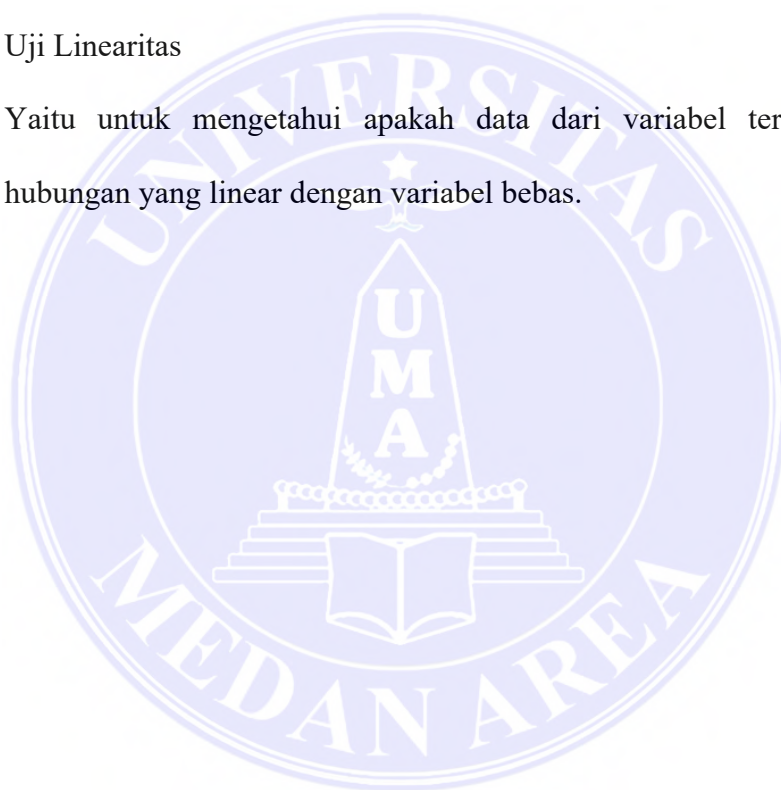 Uji Linearitas
Yaitu untuk mengetahui apakah data dari variabel ter
hubungan yang linear dengan variabel bebas.
UNIVERSITAS
UMA
MEDAN AREA